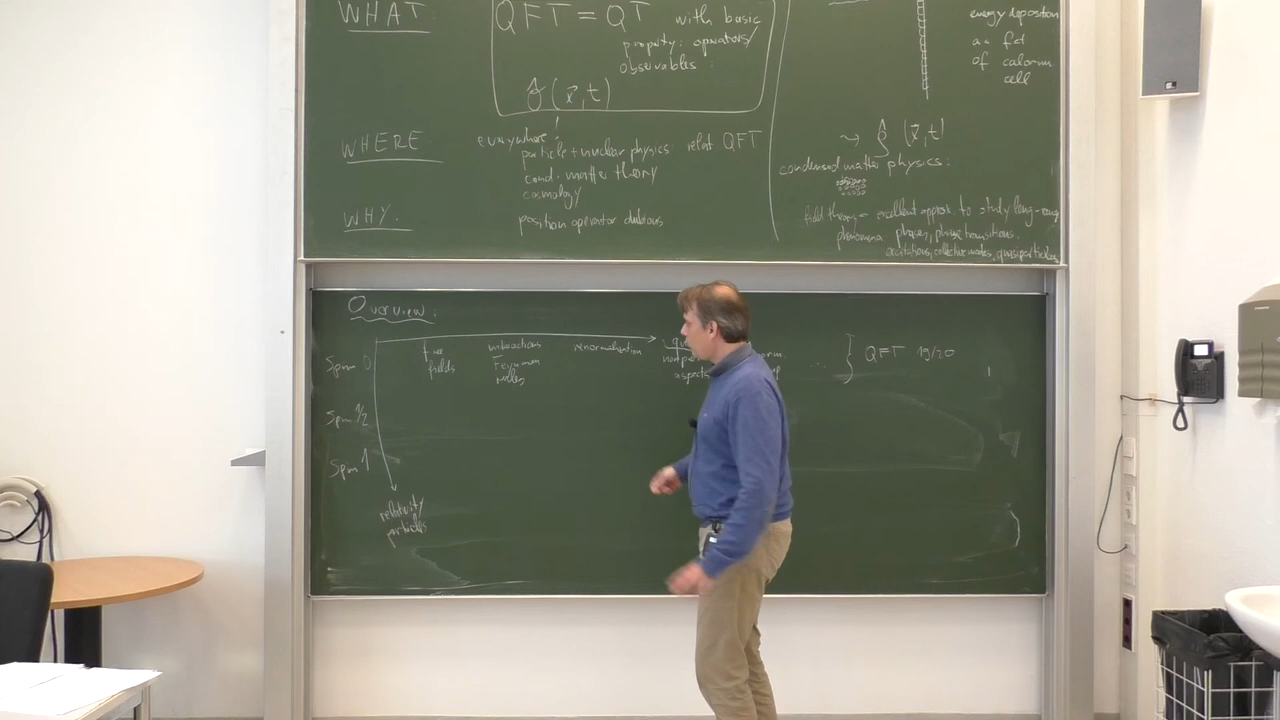 WHAT:
QFT = QT with basic
property: operators/
observables:
Ô (x⃗,t)
WHERE
everywhere!
particle + nuclear physics: relat. QFT
cond. matter theory
cosmology
WHY:
position operator dubious
energy deposition
as fct
of calorim.
cell
(x⃗,t)
condensed matter physics:
field theory = excellent approx. to study long-range
phenomena phases, phase transitions,
excitations, collective modes, quasiparticles
Overview:
Spin 0
free
fields
interactions
Feynman
rules
renormalization
aspects
...
QFT 19/20
Spin 1/2
Spin 1
relativity/
particles